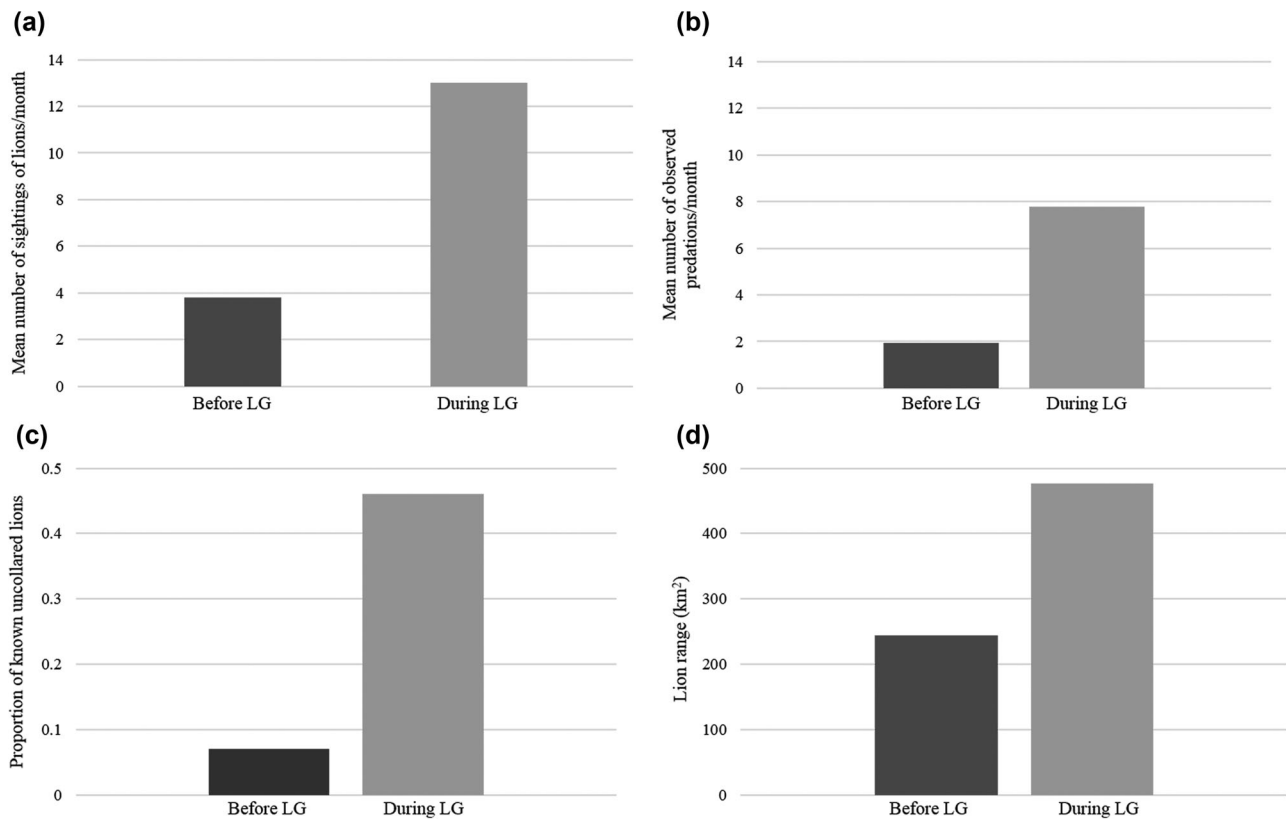 (a)
Mean number of sightings of lions/month
14
12
10
8
6
4
2
0
Before LG
During LG
(b)
Mean number of observed
predations/month
14
12
10
8
6
4
2
0
Before LG
During LG
(c)
Proportion of known uncollared lions
0.5
0.4
0.3
0.2
0.1
0
Before LG
During LG
(d)
Lion range (km²)
500
400
300
200
100
0
Before LG
During LG